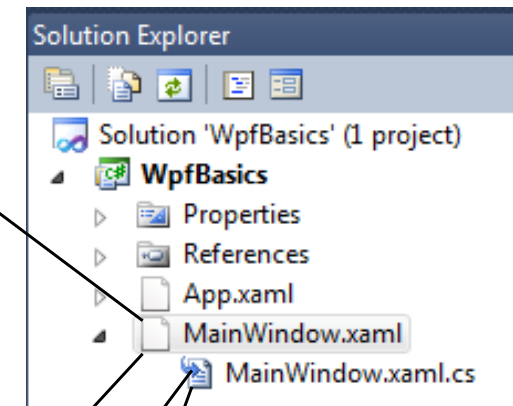 Solution Explorer
Solution 'WpfBasics' (1 project)
WpfBasics
Properties
References
App.xaml
MainWindow.xaml
MainWindow.xaml.cs